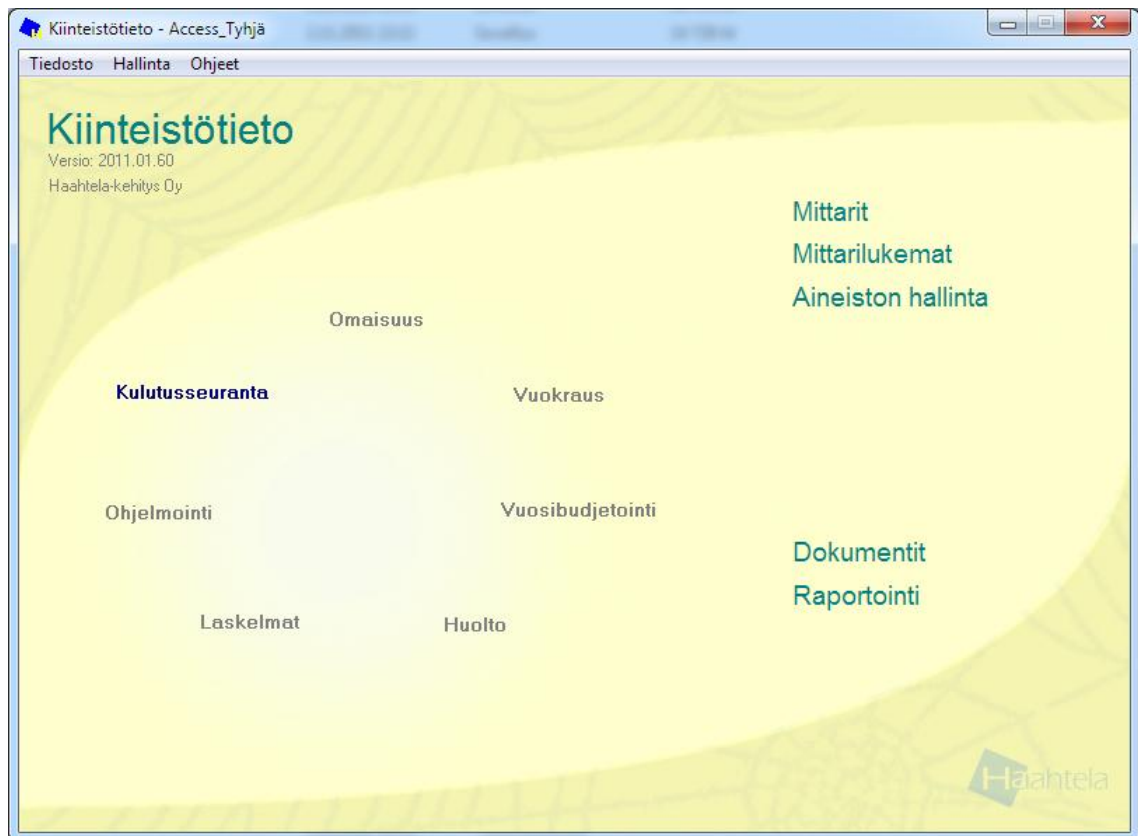 Kiinteistötieto - Access_Tyhjä
Tiedosto Hallinta Ohjeet
Kiinteistötieto
Versio: 2011.01.60
Haahtela-kehitys Oy
Mittarit
Mittarilukemat
Aineiston hallinta
Omaisuus
Kulutusseuranta
Vuokraus
Ohjelmointi
Vuosibudjetointi
Dokumentit
Raportointi
Laskelmat
Huolto
Haahtela